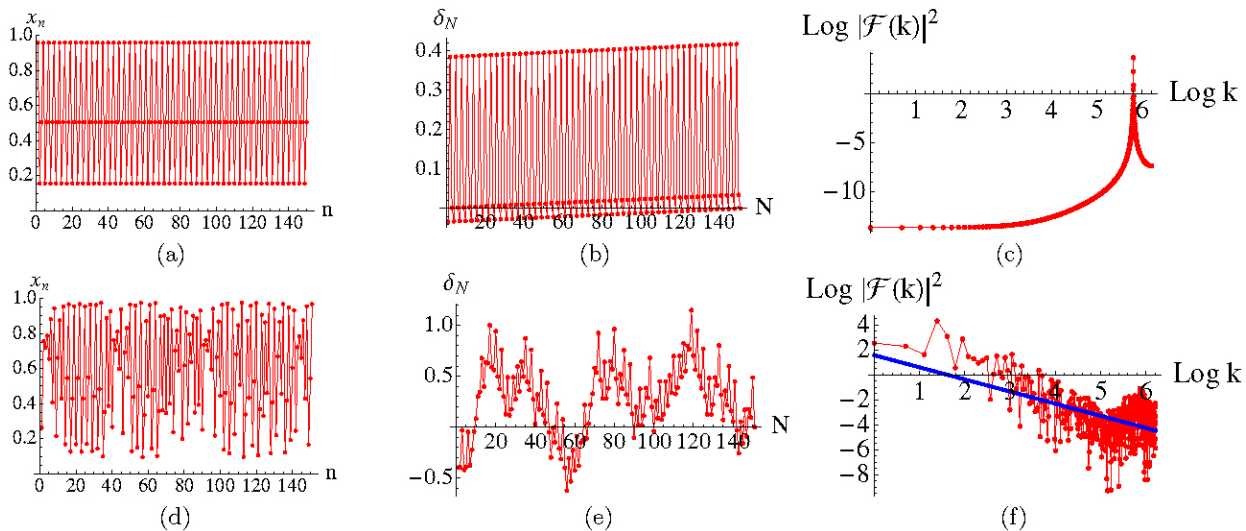 x_n
1.0
0.8
0.6
0.4
0.2
0 20 40 60 80 100 120 140 n
(a)
δ_N
0.4
0.3
0.2
0.1
20 40 60 80 100 120 140 N
(b)
Log |ℱ(k)|²
1 2 3 4 5 6 Log k
−5
−10
(c)
x_n
1.0
0.8
0.6
0.4
0.2
0 20 40 60 80 100 120 140 n
(d)
δ_N
1.0
0.5
20 40 60 80 100 120 140 N
−0.5
(e)
Log |ℱ(k)|²
4
2
1 2 3 4 5 6 Log k
−2
−4
−6
−8
(f)